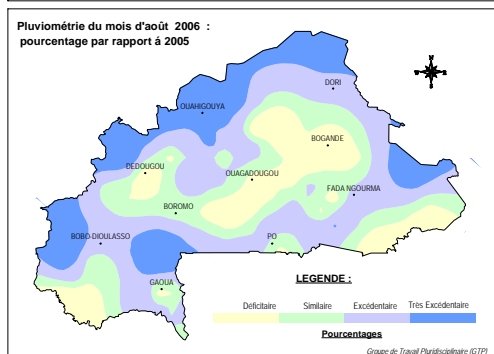 Pluviométrie du mois d'août 2006 :
pourcentage par rapport á 2005
DORI
OUAHIGOUYA
BOGANDE
DEDOUGOU
OUAGADOUGOU
FADA NGOURMA
BOROMO
BOBO-DIOULASSO
PO
GAOUA
LEGENDE :
Déficitaire Similaire Excédentaire Très Excédentaire
Pourcentages
Groupe de Travail Pluridisciplinaire (GTP)